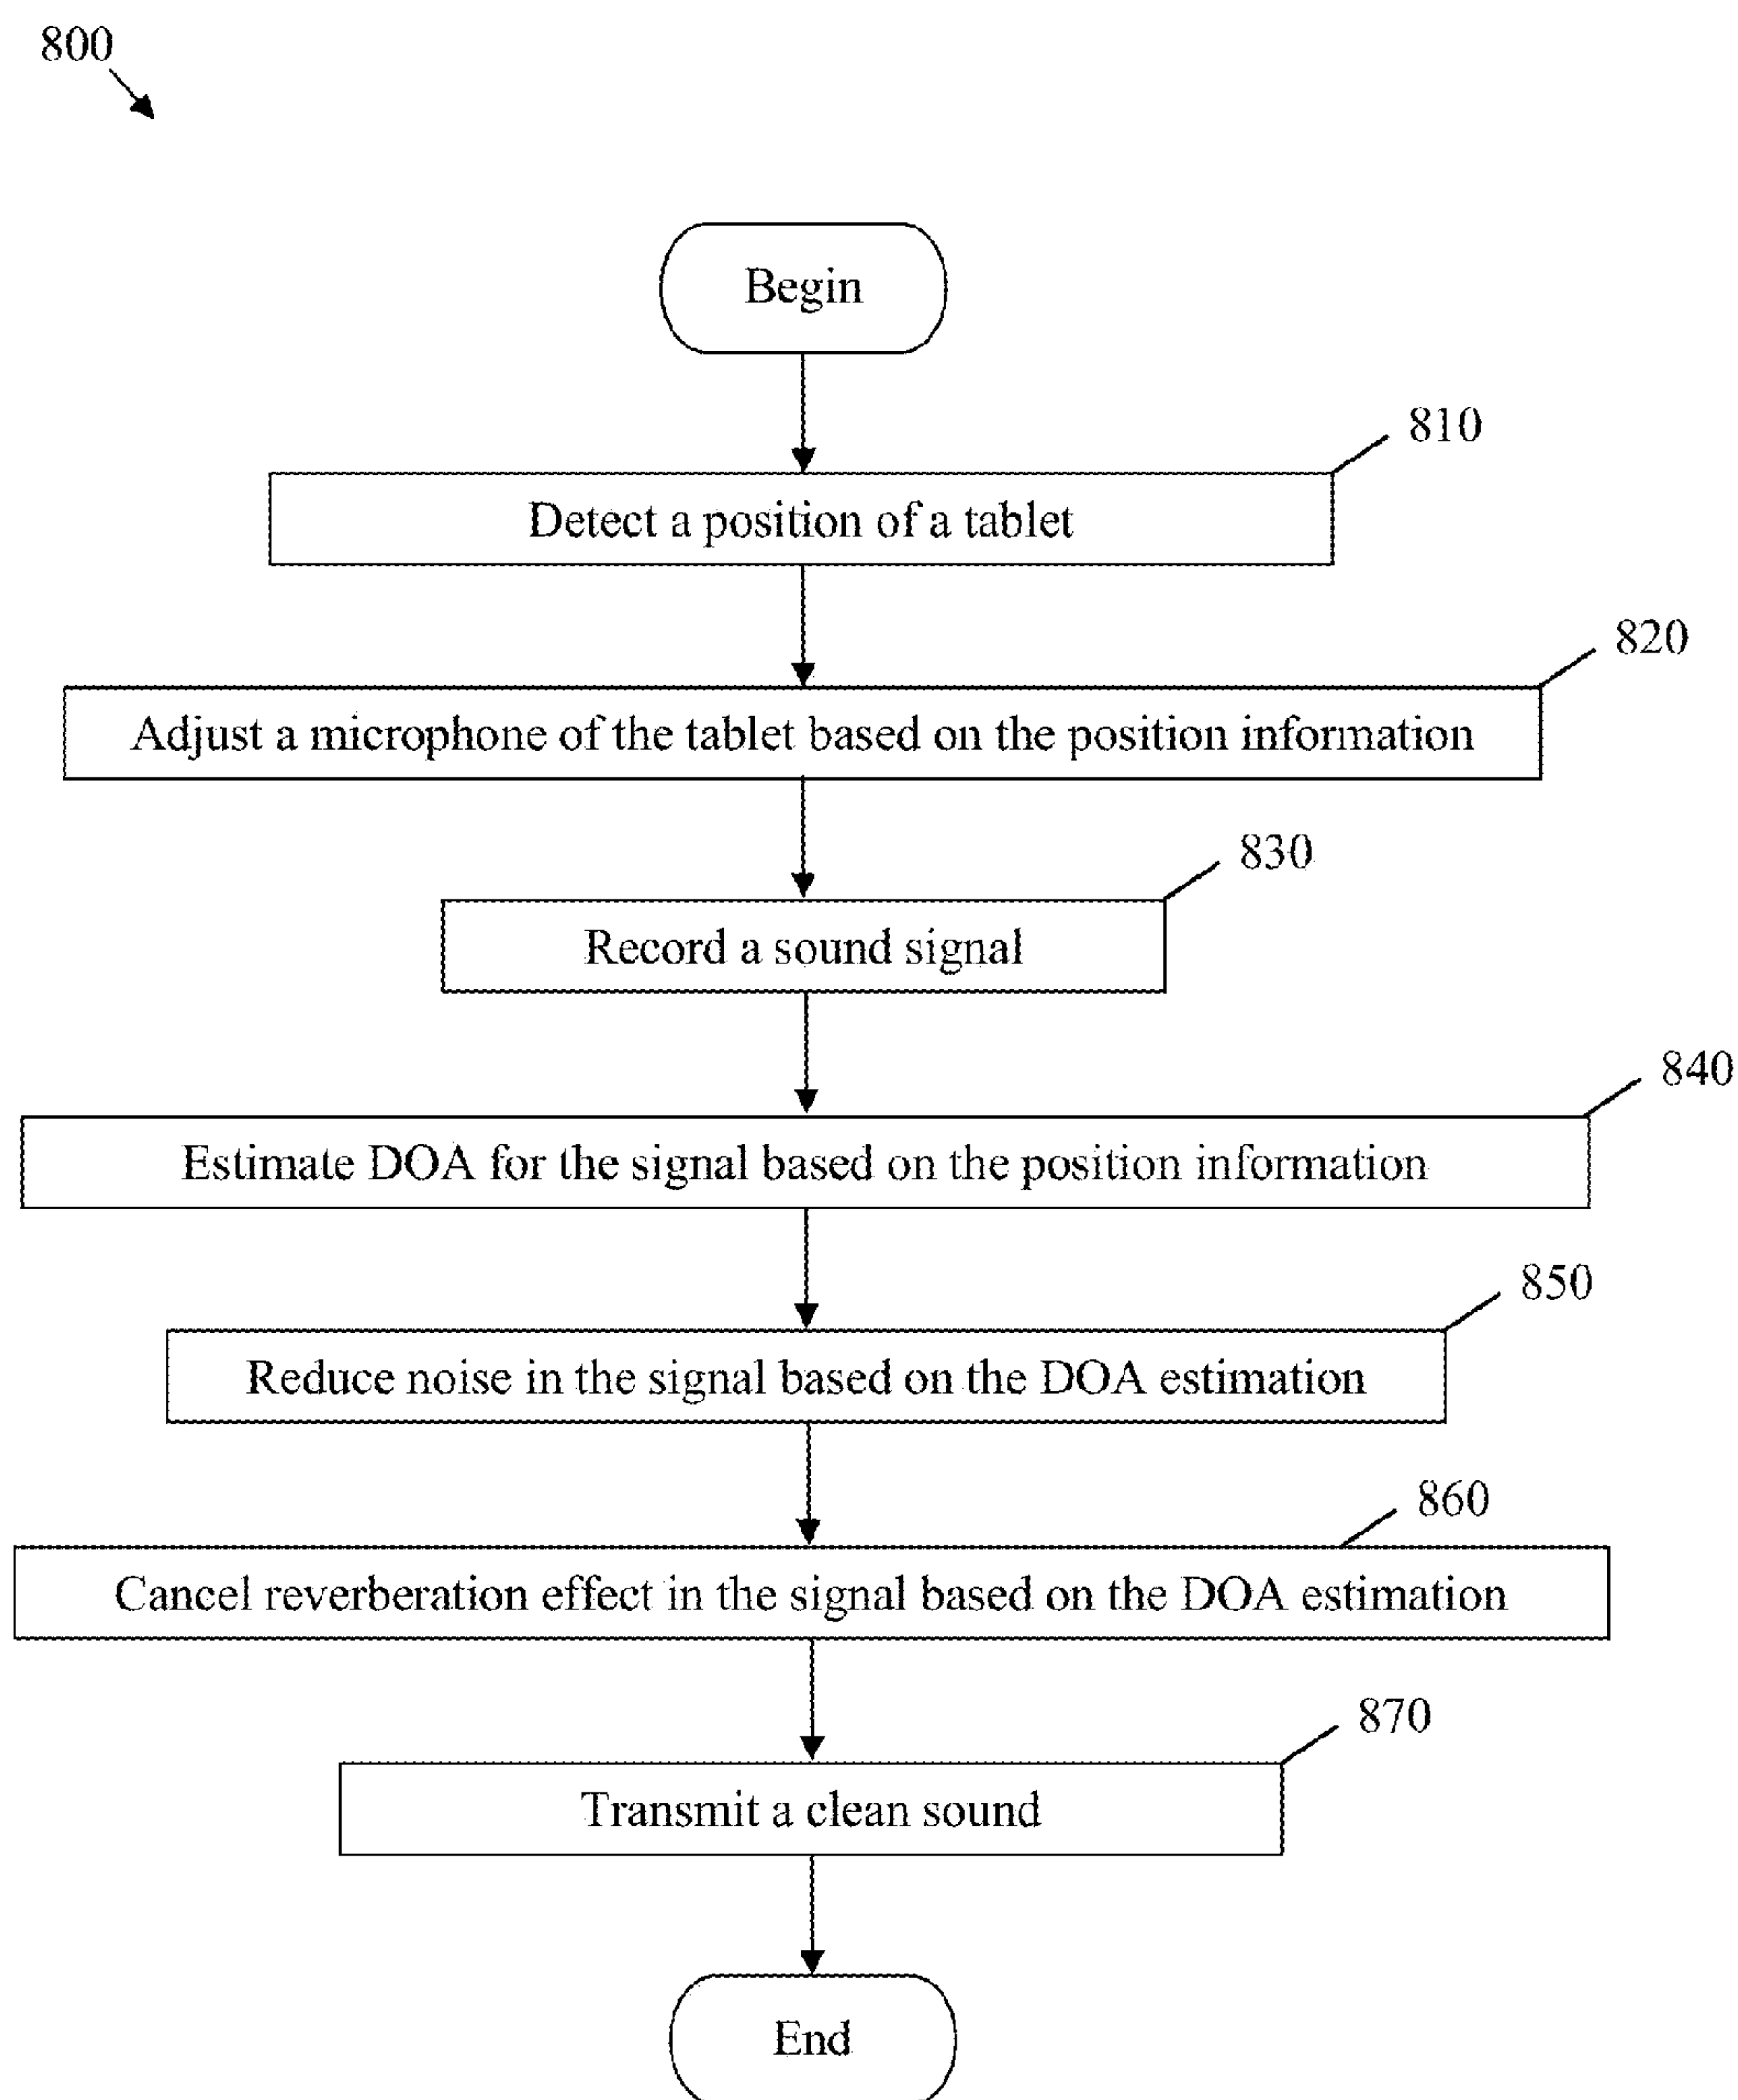 800
Begin
810
Detect a position of a tablet
820
Adjust a microphone of the tablet based on the position information
830
Record a sound signal
840
Estimate DOA for the signal based on the position information
850
Reduce noise in the signal based on the DOA estimation
860
Cancel reverberation effect in the signal based on the DOA estimation
870
Transmit a clean sound
End